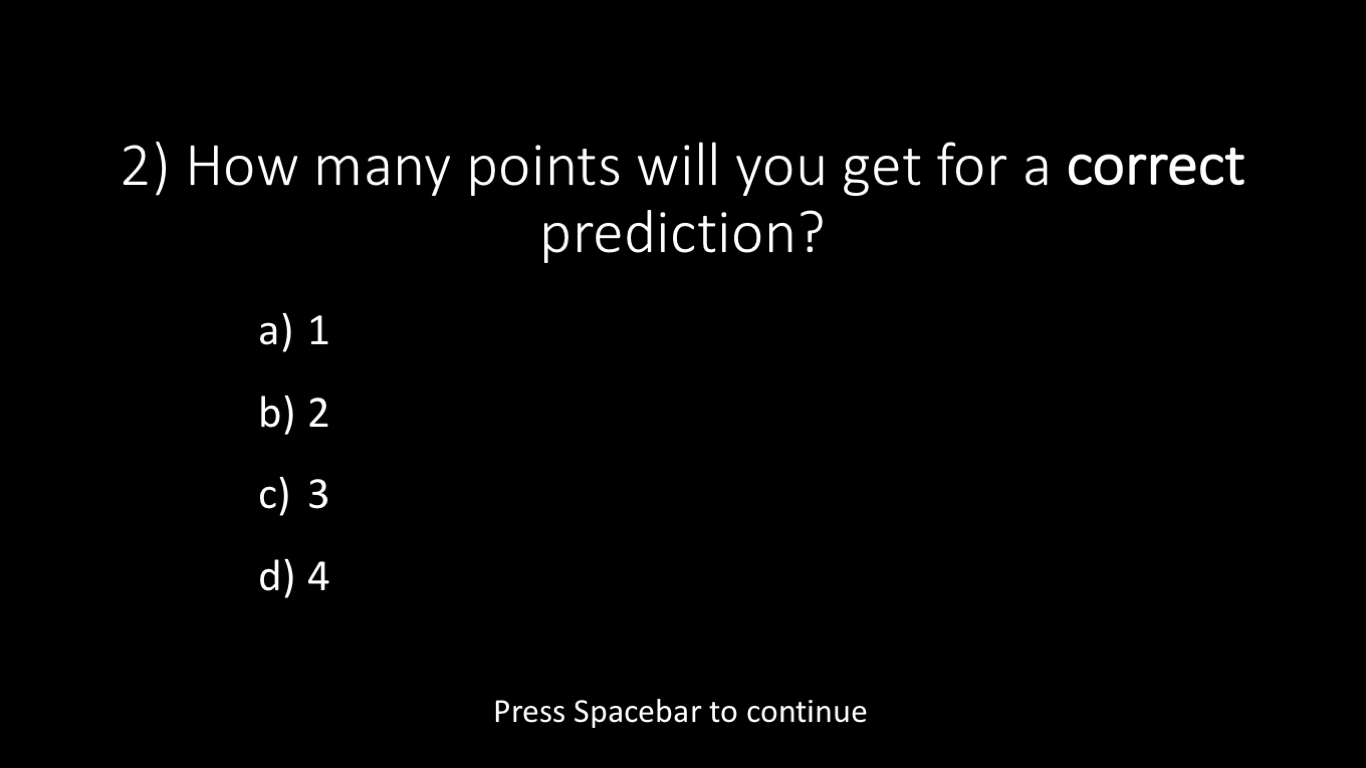 2) How many points will you get for a correct
prediction?
a) 1
b) 2
c) 3
d) 4
Press Spacebar to continue